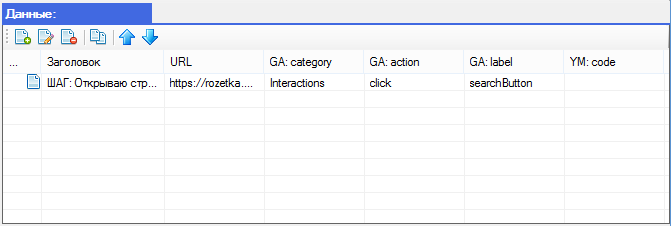 Данные:
... Заголовок URL GA: category GA: action GA: label YM: code
ШАГ: Открываю стр... https://rozetka.... Interactions click searchButton